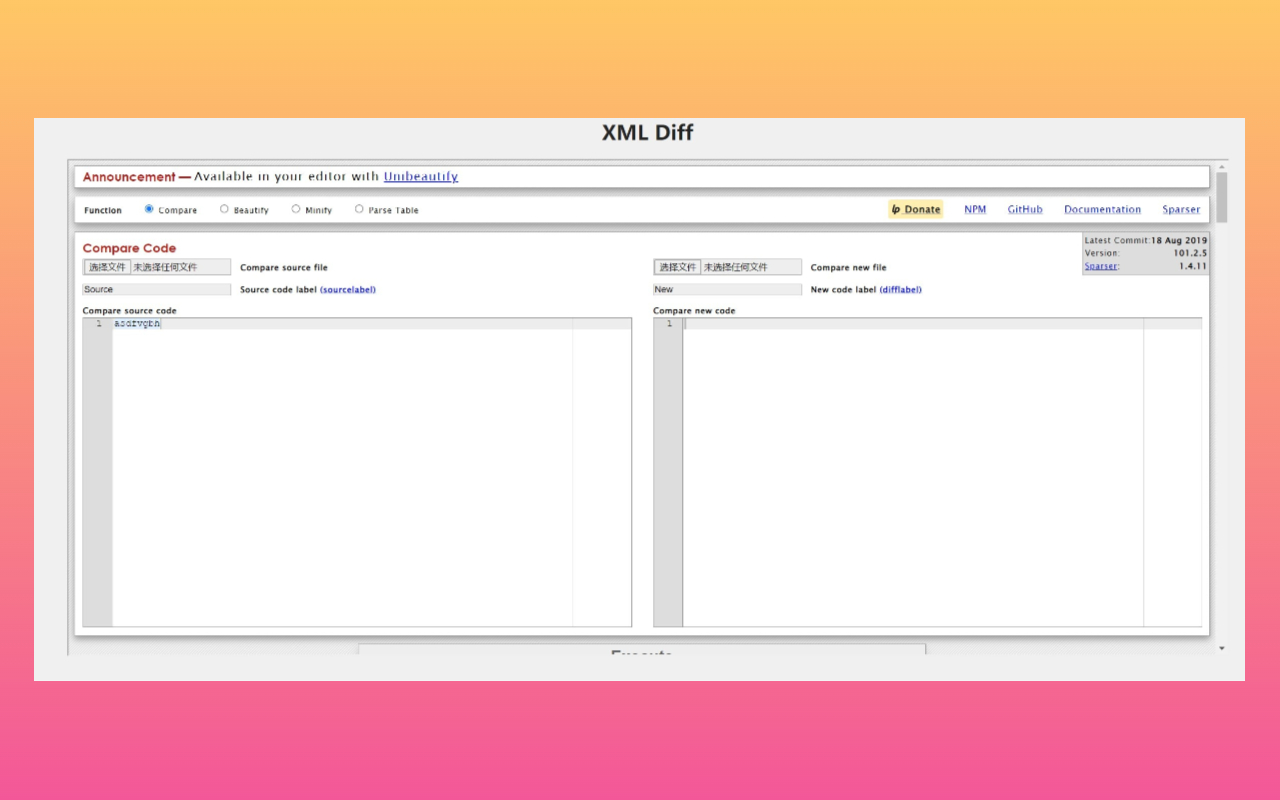 XML Diff
Announcement — Available in your editor with Unibeautify
Function Compare Beautify Minify Parse Table Donate NPM GitHub Documentation Sparser
Compare Code
Latest Commit: 18 Aug 2019
Version: 101.2.5
Sparser: 1.4.11
选择文件 未选择任何文件 Compare source file
Source Source code label (sourcelabel)
Compare source code
1
选择文件 未选择任何文件 Compare new file
New New code label (difflabel)
Compare new code
1
Execute